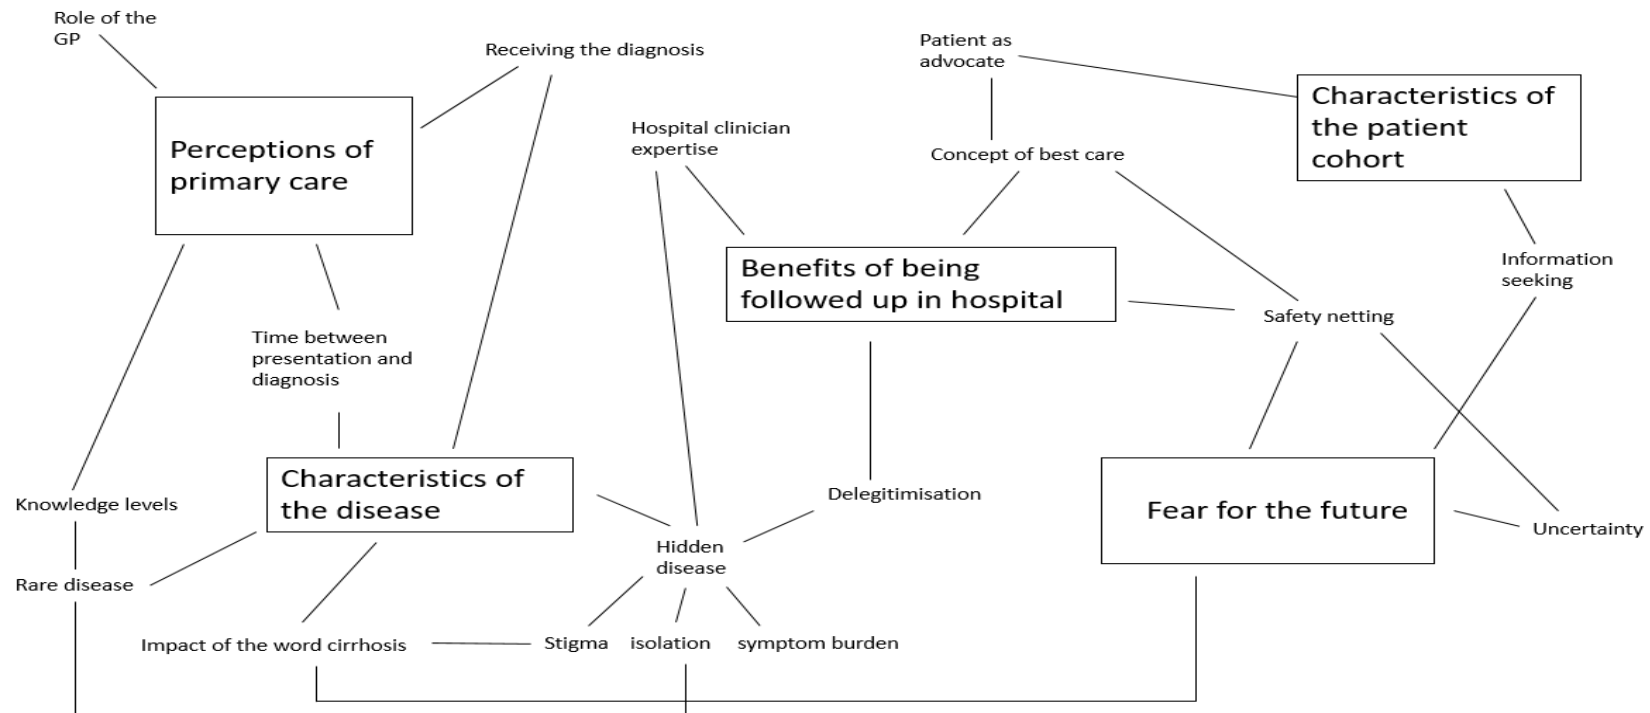 Role of the
GP
Receiving the diagnosis
Patient as
advocate
Characteristics of
the patient
cohort
Perceptions of
primary care
Hospital clinician
expertise
Concept of best care
Benefits of being
followed up in hospital
Information
seeking
Safety netting
Time between
presentation and
diagnosis
Characteristics of
the disease
Knowledge levels
Delegitimisation
Fear for the future
Uncertainty
Hidden
disease
Rare disease
Impact of the word cirrhosis
Stigma
isolation
symptom burden